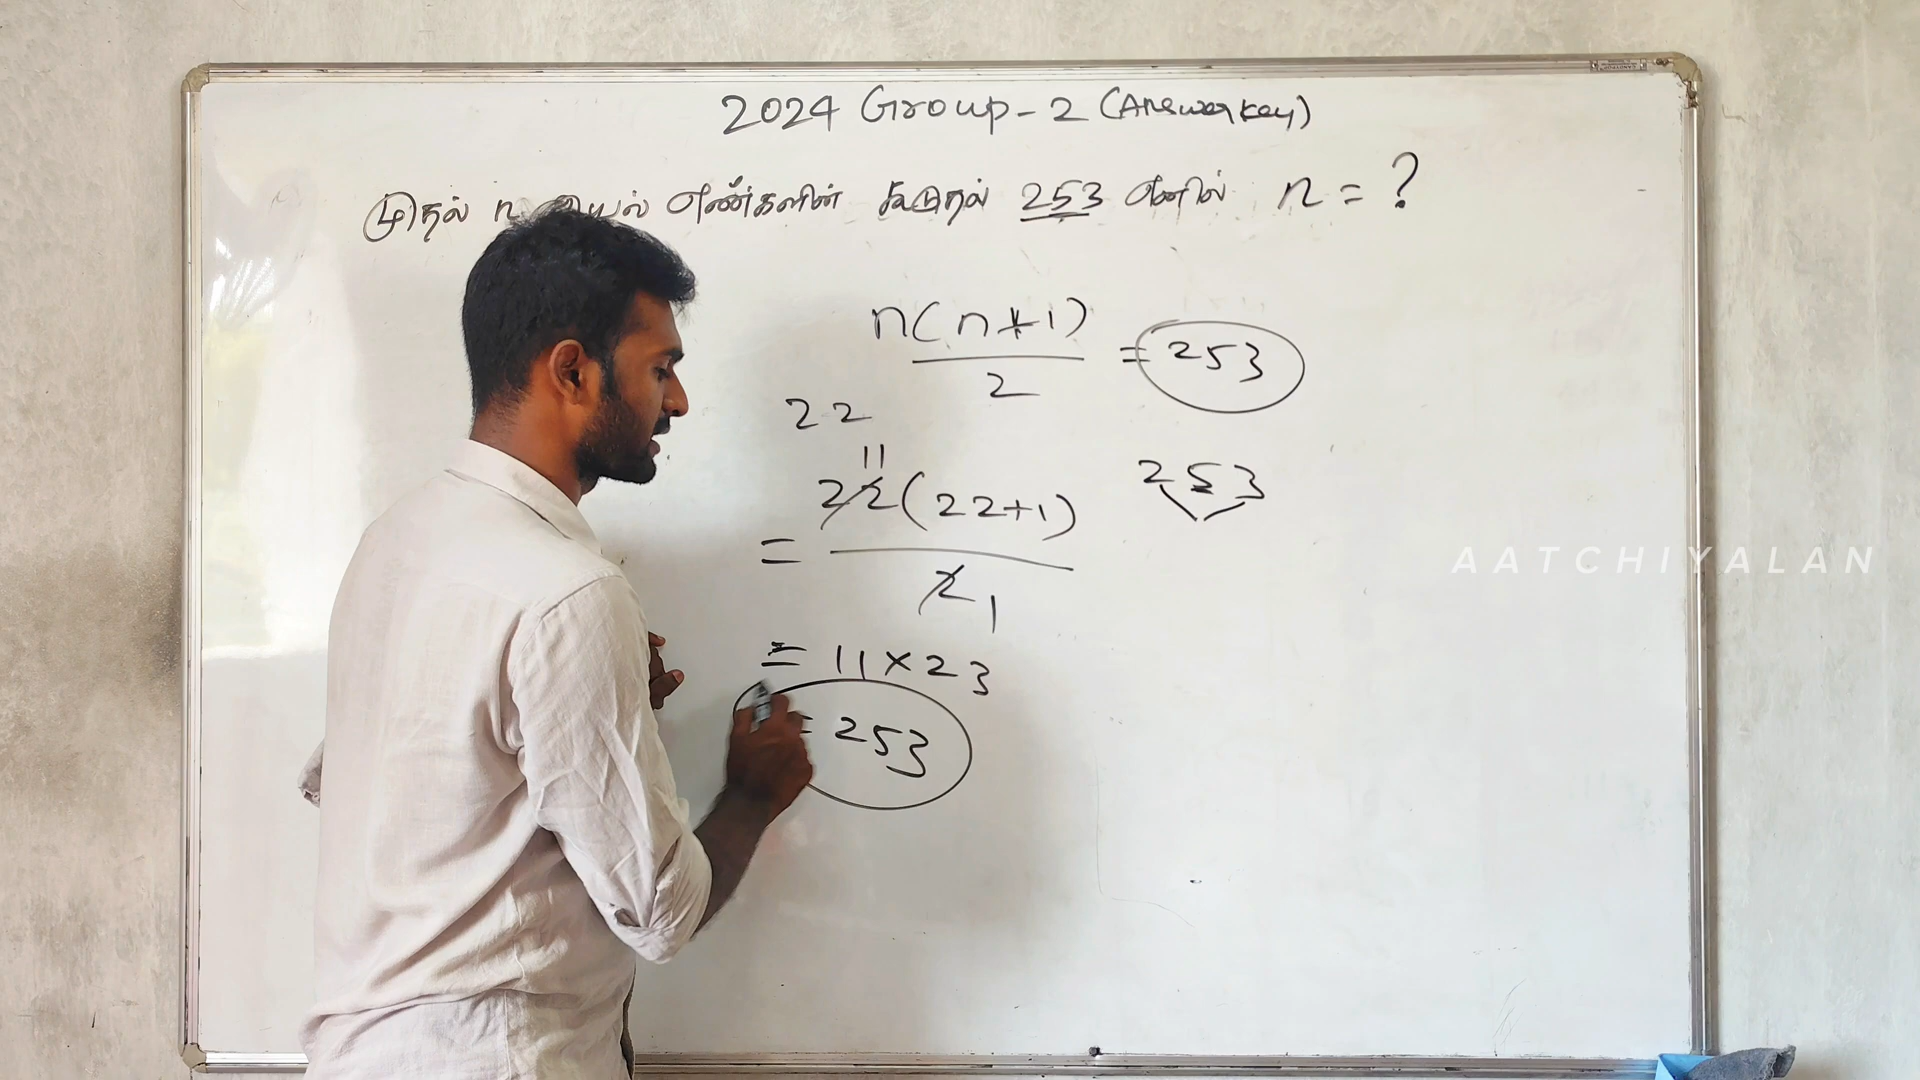 2024 Group-2 (Answer key)
முதல் n இயல் எண்களின் கூடுதல் 253 எனில் n = ?
n(n+1)
2
= 253
22
11
22(22+1)
253
=
2 1
= 11×23
= 253
AATCHIYALAN